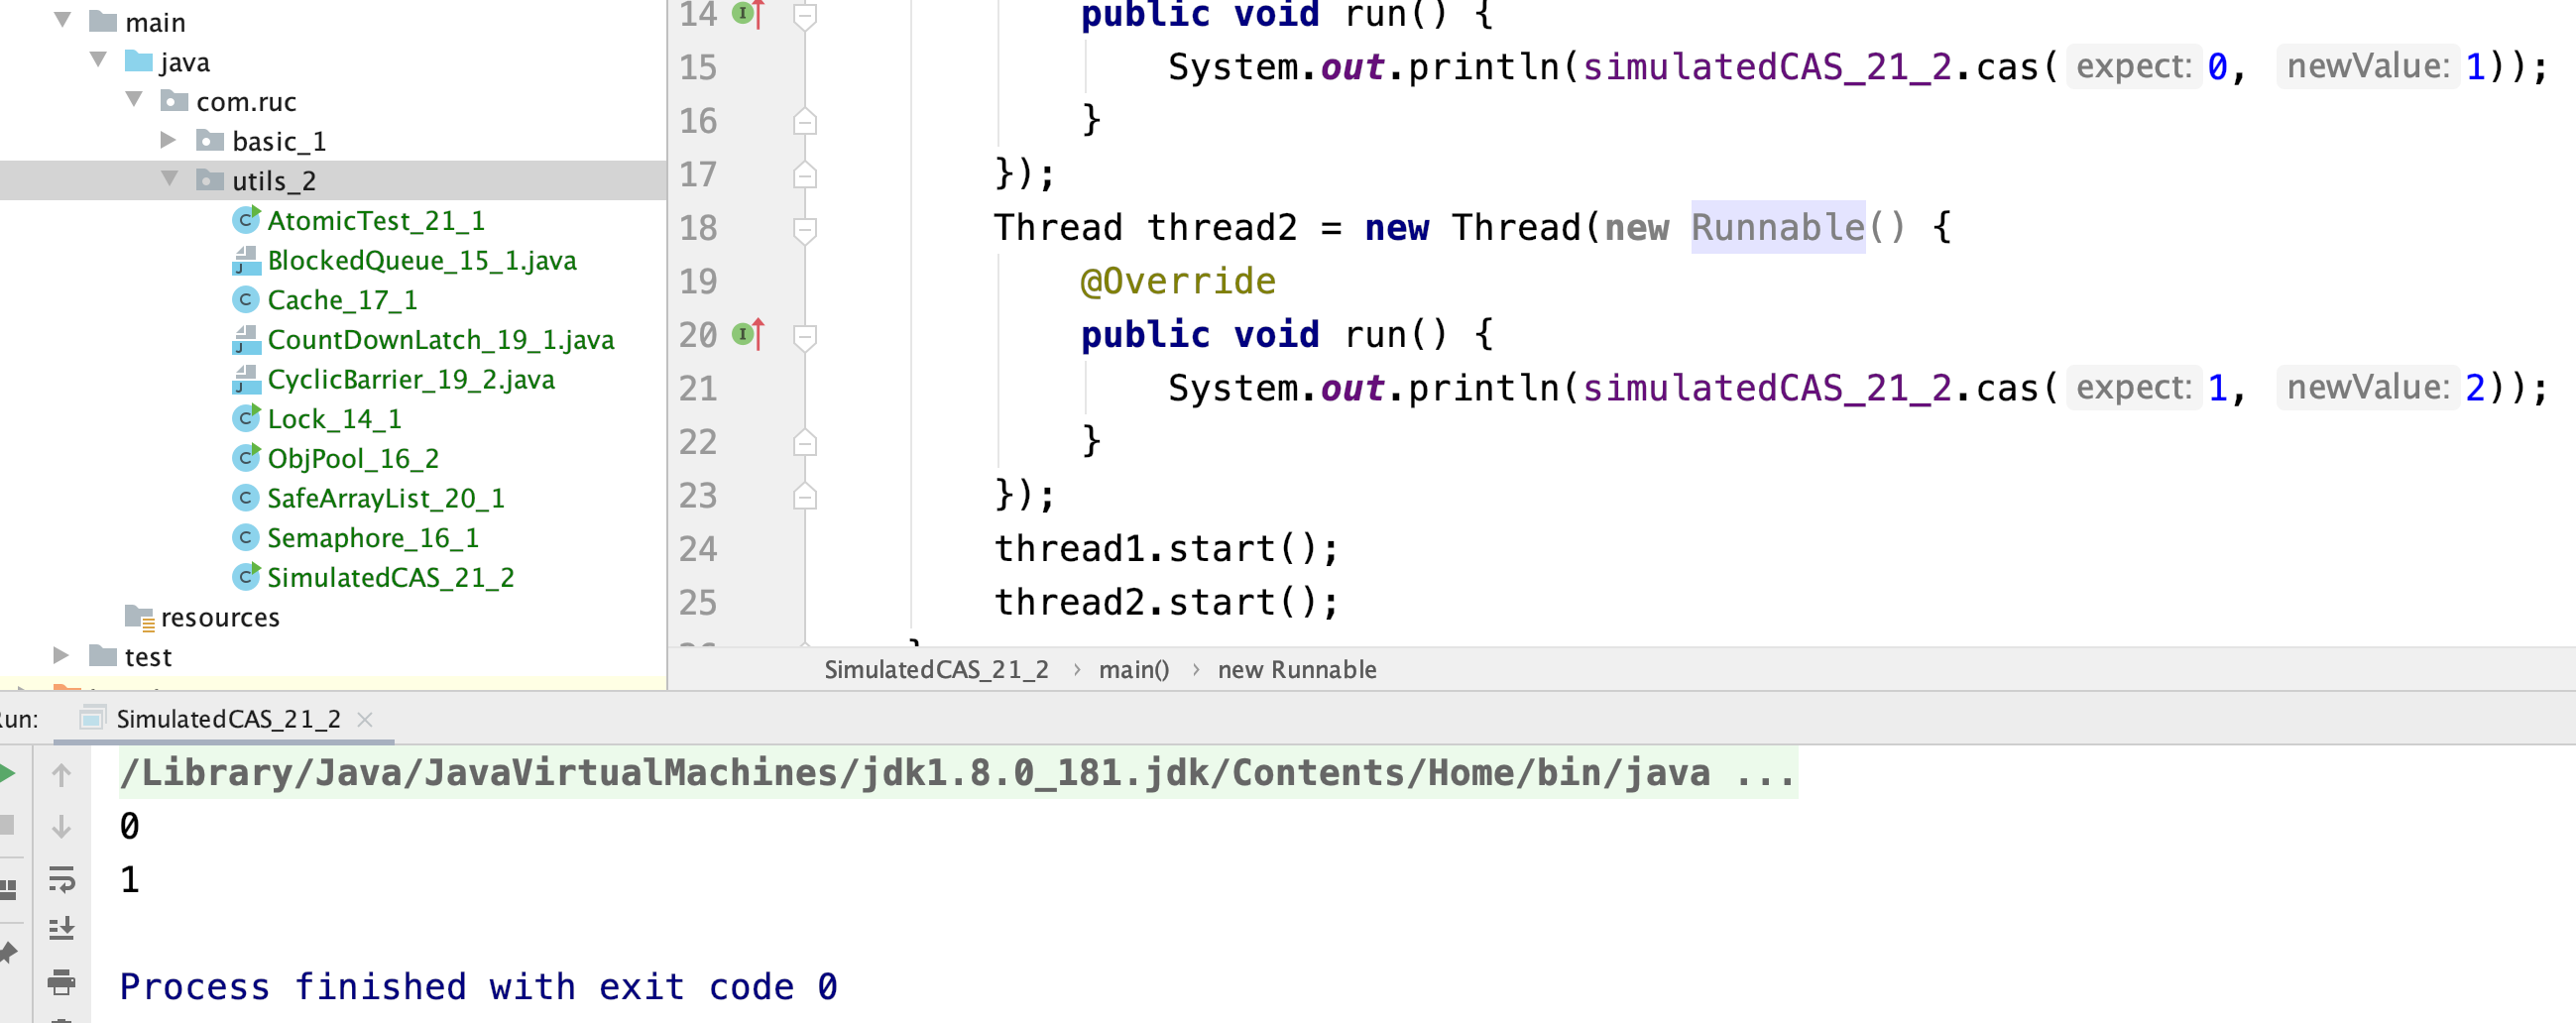 main
java
com.ruc
basic_1
utils_2
AtomicTest_21_1
BlockedQueue_15_1.java
Cache_17_1
CountDownLatch_19_1.java
CyclicBarrier_19_2.java
Lock_14_1
ObjPool_16_2
SafeArrayList_20_1
Semaphore_16_1
SimulatedCAS_21_2
resources
test
14 public void run() {
15 System.out.println(simulatedCAS_21_2.cas( expect: 0, newValue: 1));
16 }
17 });
18 Thread thread2 = new Thread(new Runnable() {
19 @Override
20 public void run() {
21 System.out.println(simulatedCAS_21_2.cas( expect: 1, newValue: 2));
22 }
23 });
24 thread1.start();
25 thread2.start();
SimulatedCAS_21_2 › main() › new Runnable
un: SimulatedCAS_21_2 ×
/Library/Java/JavaVirtualMachines/jdk1.8.0_181.jdk/Contents/Home/bin/java ...
0
1
Process finished with exit code 0